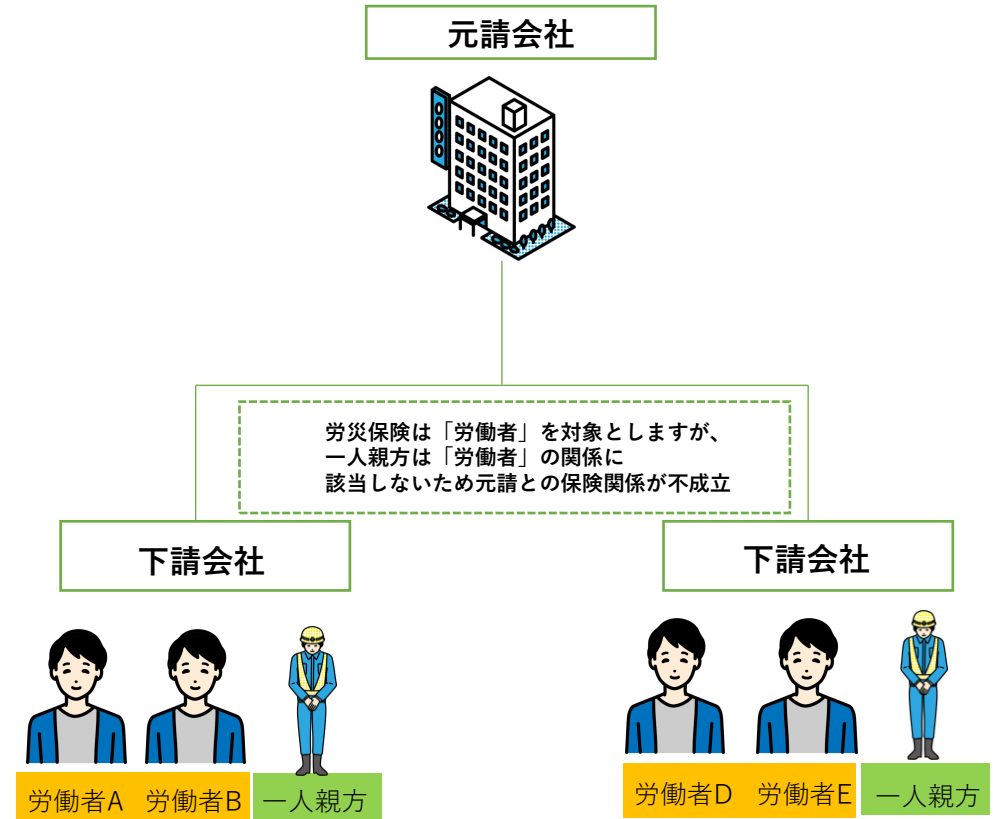 元請会社
労災保険は「労働者」を対象としますが、
一人親方は「労働者」の関係に
該当しないため元請との保険関係が不成立
下請会社
下請会社
労働者A
労働者B
一人親方
労働者D
労働者E
一人親方